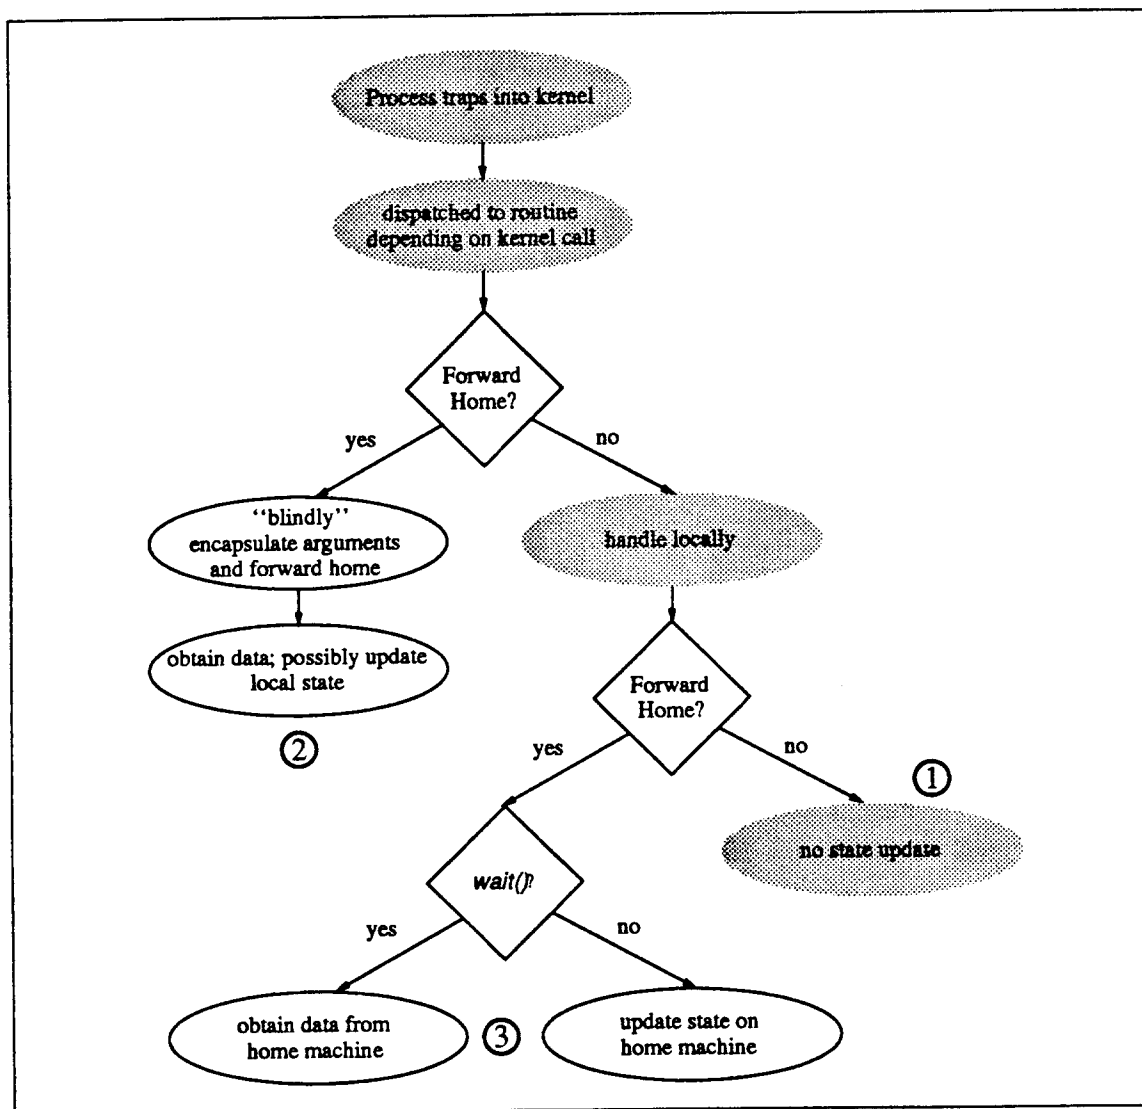 Process traps into kernel
dispatched to routine
depending on kernel call
Forward
Home?
yes
no
‘‘blindly’’
encapsulate arguments
and forward home
handle locally
obtain data; possibly update
local state
Forward
Home?
2
yes
no
1
no state update
wait()?
yes
no
obtain data from
home machine
3
update state on
home machine